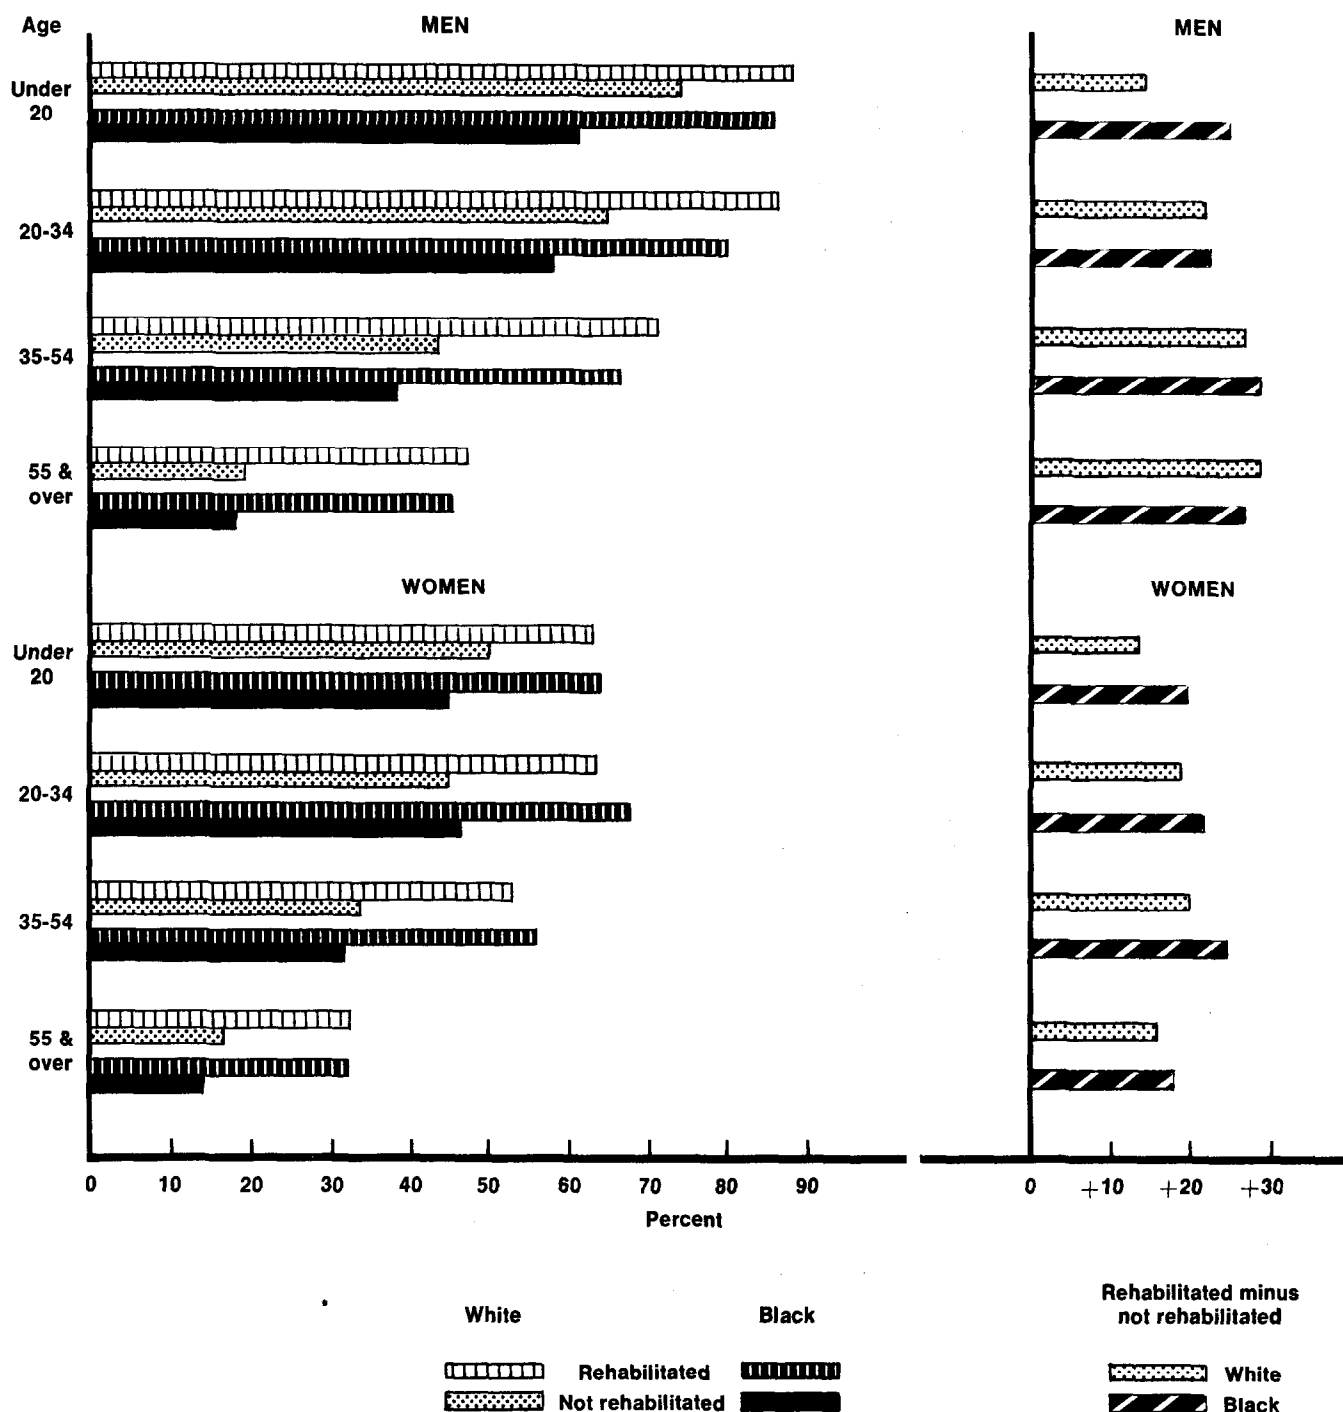 Age
MEN
MEN
Under
20
20-34
35-54
55 &
over
WOMEN
WOMEN
Under
20
20-34
35-54
55 &
over
0 10 20 30 40 50 60 70 80 90
0 +10 +20 +30
Percent
White Black
Rehabilitated
Not rehabilitated
Rehabilitated minus
not rehabilitated
White
Black